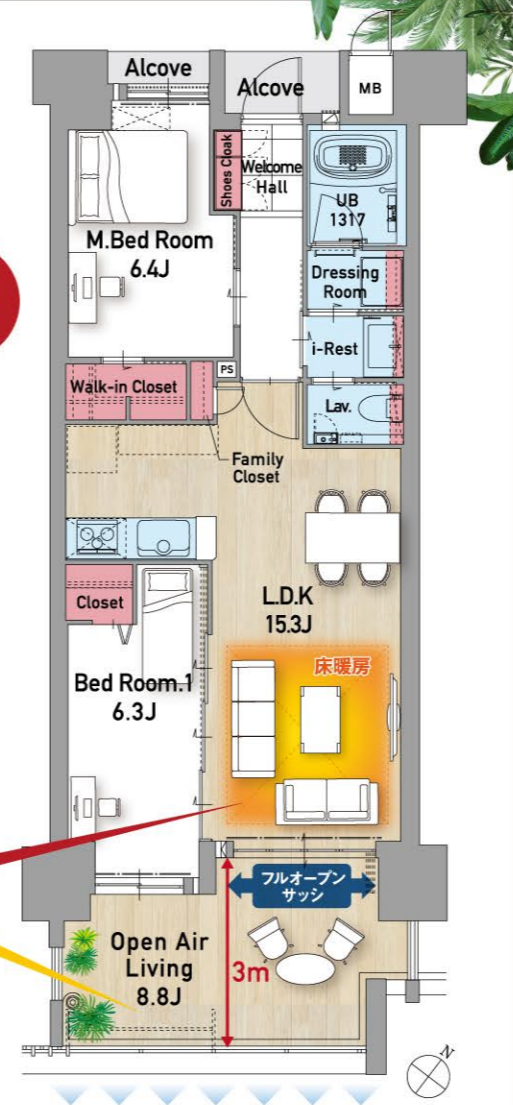 Alcove
Alcove
MB
Shoes Cloak
Welcome
Hall
UB
1317
M.Bed Room
6.4J
Dressing
Room
i-Rest
PS
Walk-in Closet
Lav.
Family
Closet
Closet
L.D.K
15.3J
床暖房
Bed Room.1
6.3J
フルオープン
サッシ
Open Air
Living
8.8J
3m
N